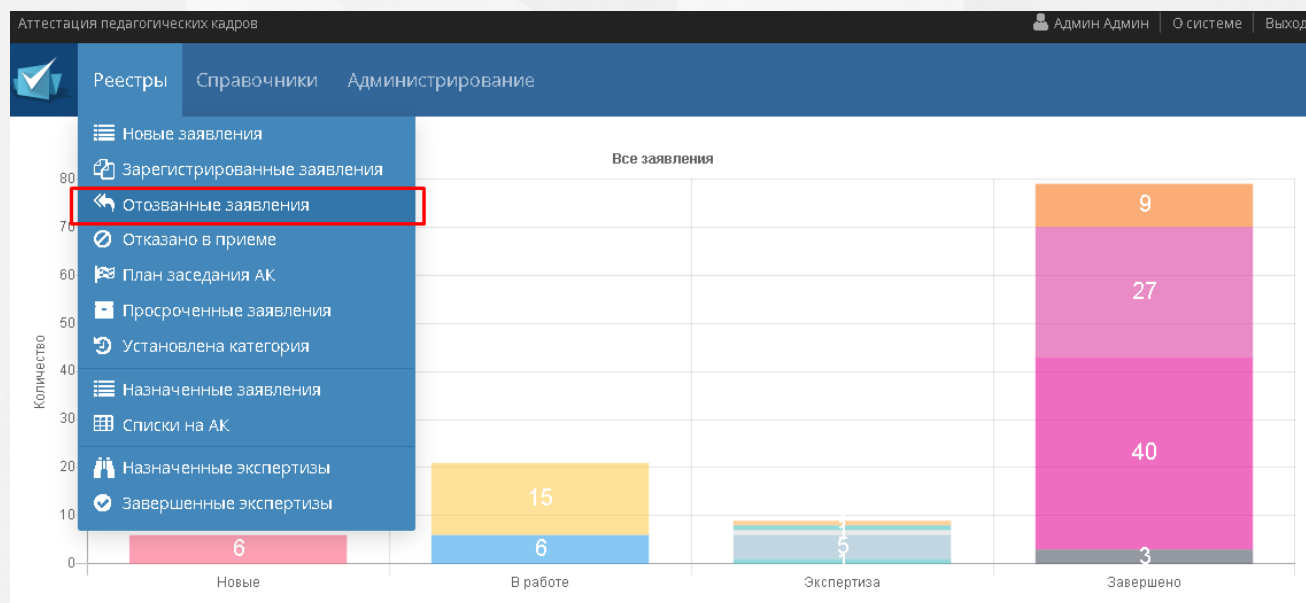 Аттестация педагогических кадров
Админ Админ
О системе
Выход
Реестры
Справочники
Администрирование
Новые заявления
Зарегистрированные заявления
Отозванные заявления
Отказано в приеме
План заседания АК
Просроченные заявления
Установлена категория
Назначенные заявления
Списки на АК
Назначенные экспертизы
Завершенные экспертизы
Все заявления
Количество
80
70
60
50
40
30
20
10
0
6
15
6
1
5
9
27
40
3
Новые
В работе
Экспертиза
Завершено